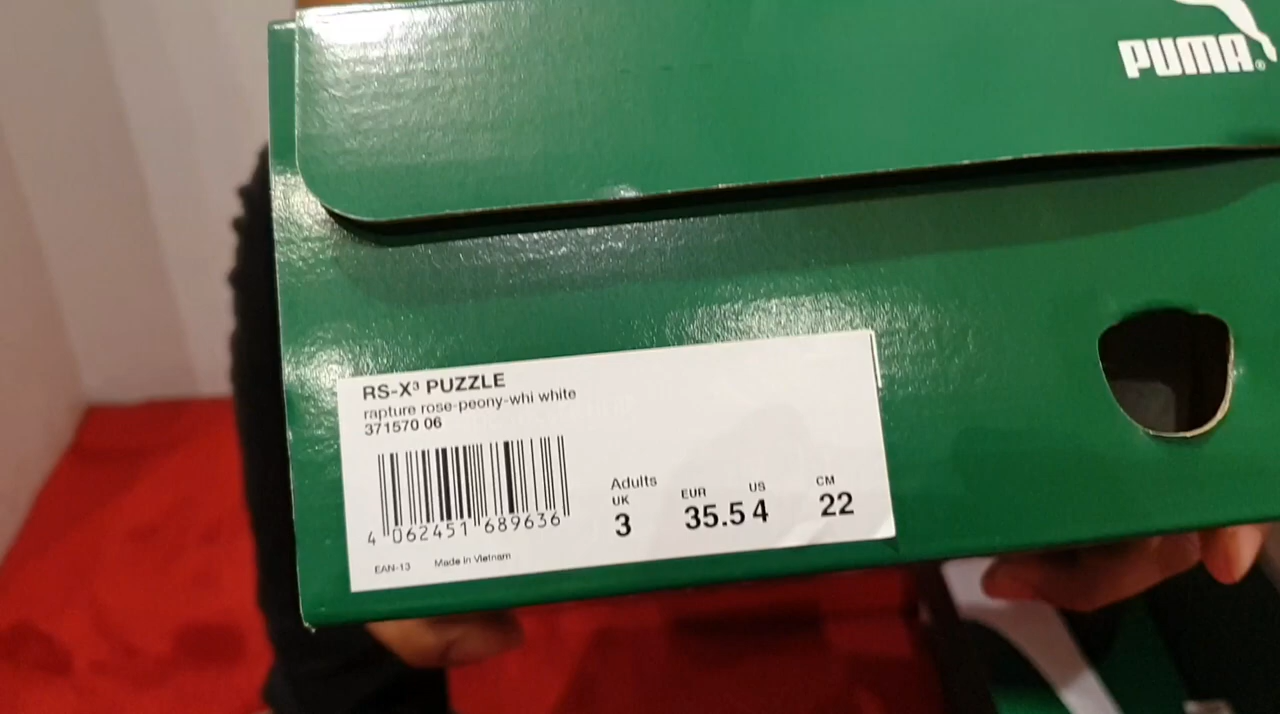 PUMA®
RS-X³ PUZZLE
rapture rose-peony-whi white
371570 06
4 062451 689636
EAN-13 Made in Vietnam
Adults
UK EUR US CM
3 35.5 4 22